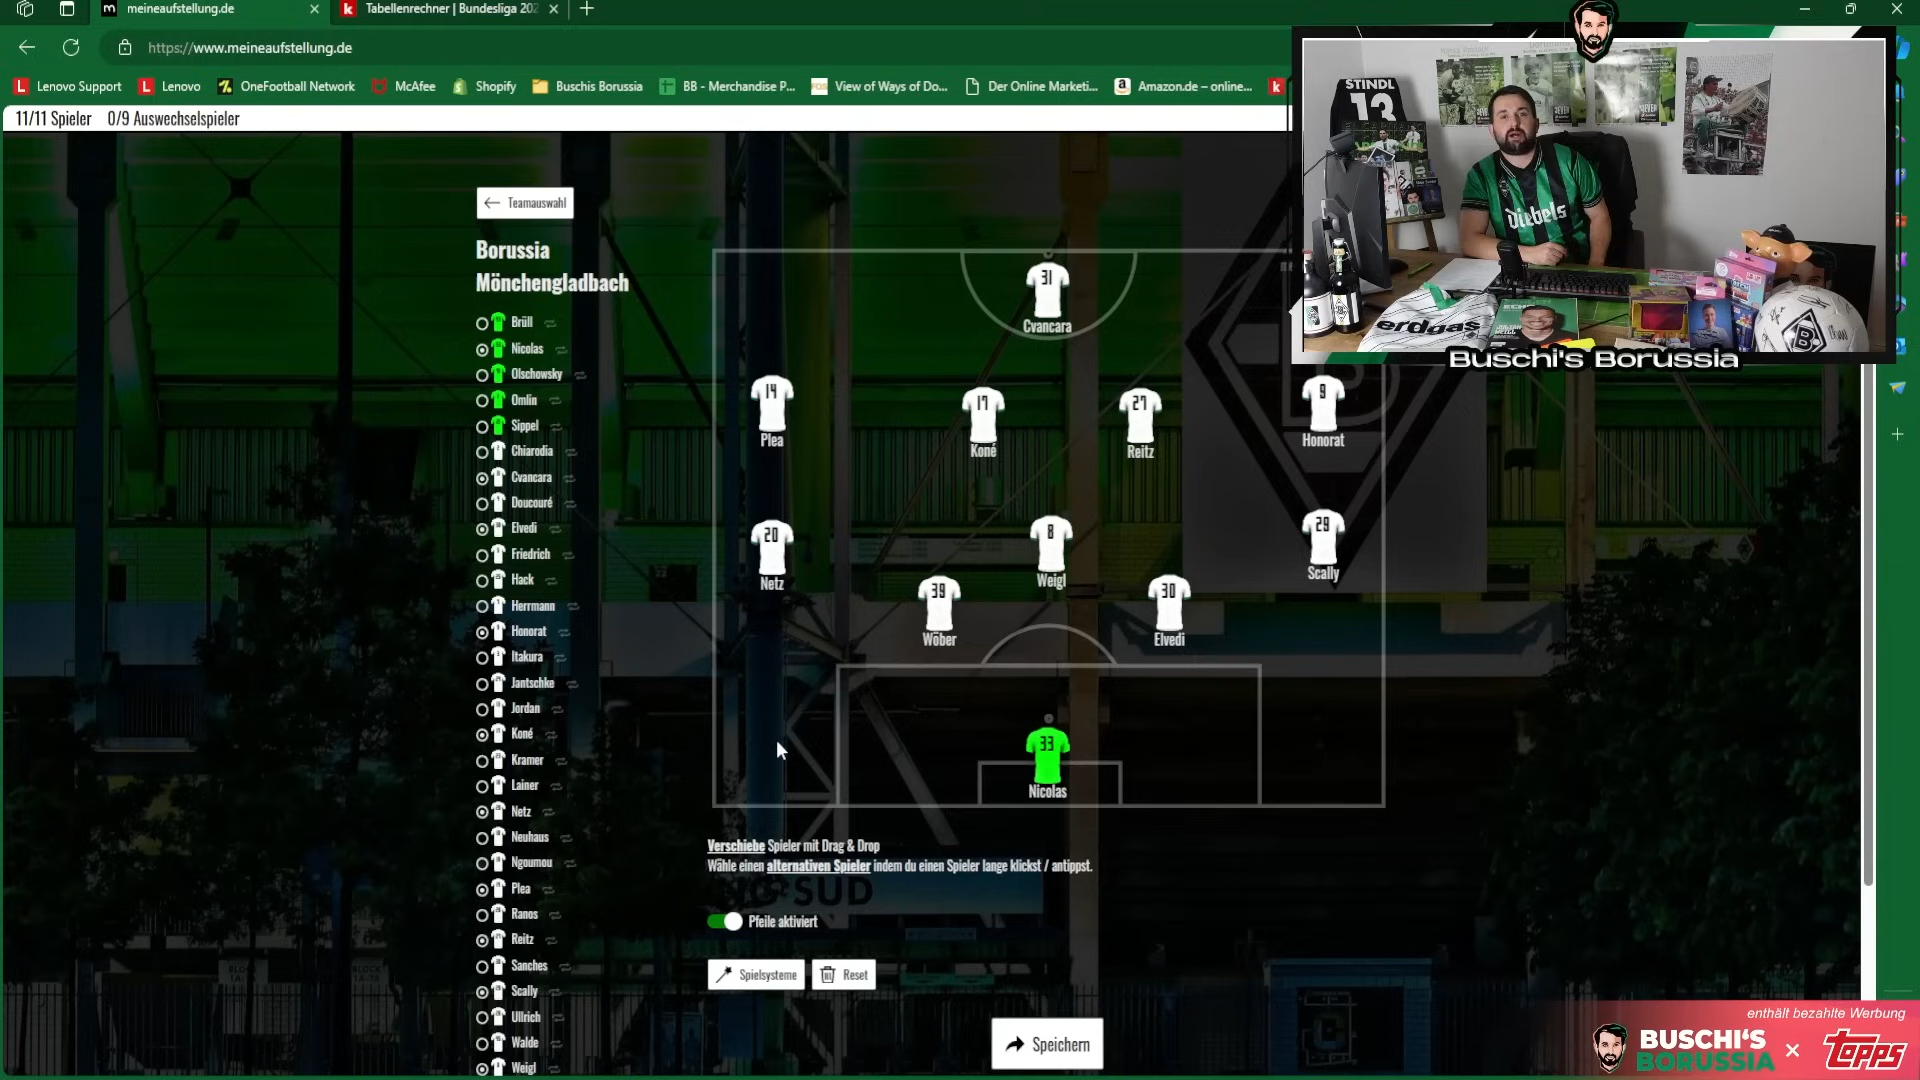 meineaufstellung.de
Tabellenrechner | Bundesliga 202
https://www.meineaufstellung.de
Lenovo Support
Lenovo
OneFootball Network
McAfee
Shopify
Buschis Borussia
BB - Merchandise P...
View of Ways of Do...
Der Online Marketi...
Amazon.de – online...
11/11 Spieler
0/9 Auswechselspieler
Teamauswahl
Borussia
Mönchengladbach
Brüll
Nicolas
Olschowsky
Omlin
Sippel
Chiarodia
Cvancara
Doucouré
Elvedi
Friedrich
Hack
Herrmann
Honorat
Itakura
Jantschke
Jordan
Koné
Kramer
Lainer
Netz
Neuhaus
Ngoumou
Plea
Ranos
Reitz
Sanches
Scally
Ullrich
Walde
Weigl
31
Cvancara
14
Plea
17
Koné
27
Reitz
9
Honorat
20
Netz
8
Weigl
29
Scally
39
Wöber
30
Elvedi
33
Nicolas
Verschiebe Spieler mit Drag & Drop
Wähle einen alternativen Spieler indem du einen Spieler lange klickst / antippst.
SUD
Pfeile aktiviert
Spielsysteme
Reset
Speichern
STINDL
13
Diebels
erdgas
Buschi's Borussia
enthält bezahlte Werbung
BUSCHI'S
BORUSSIA
×
topps